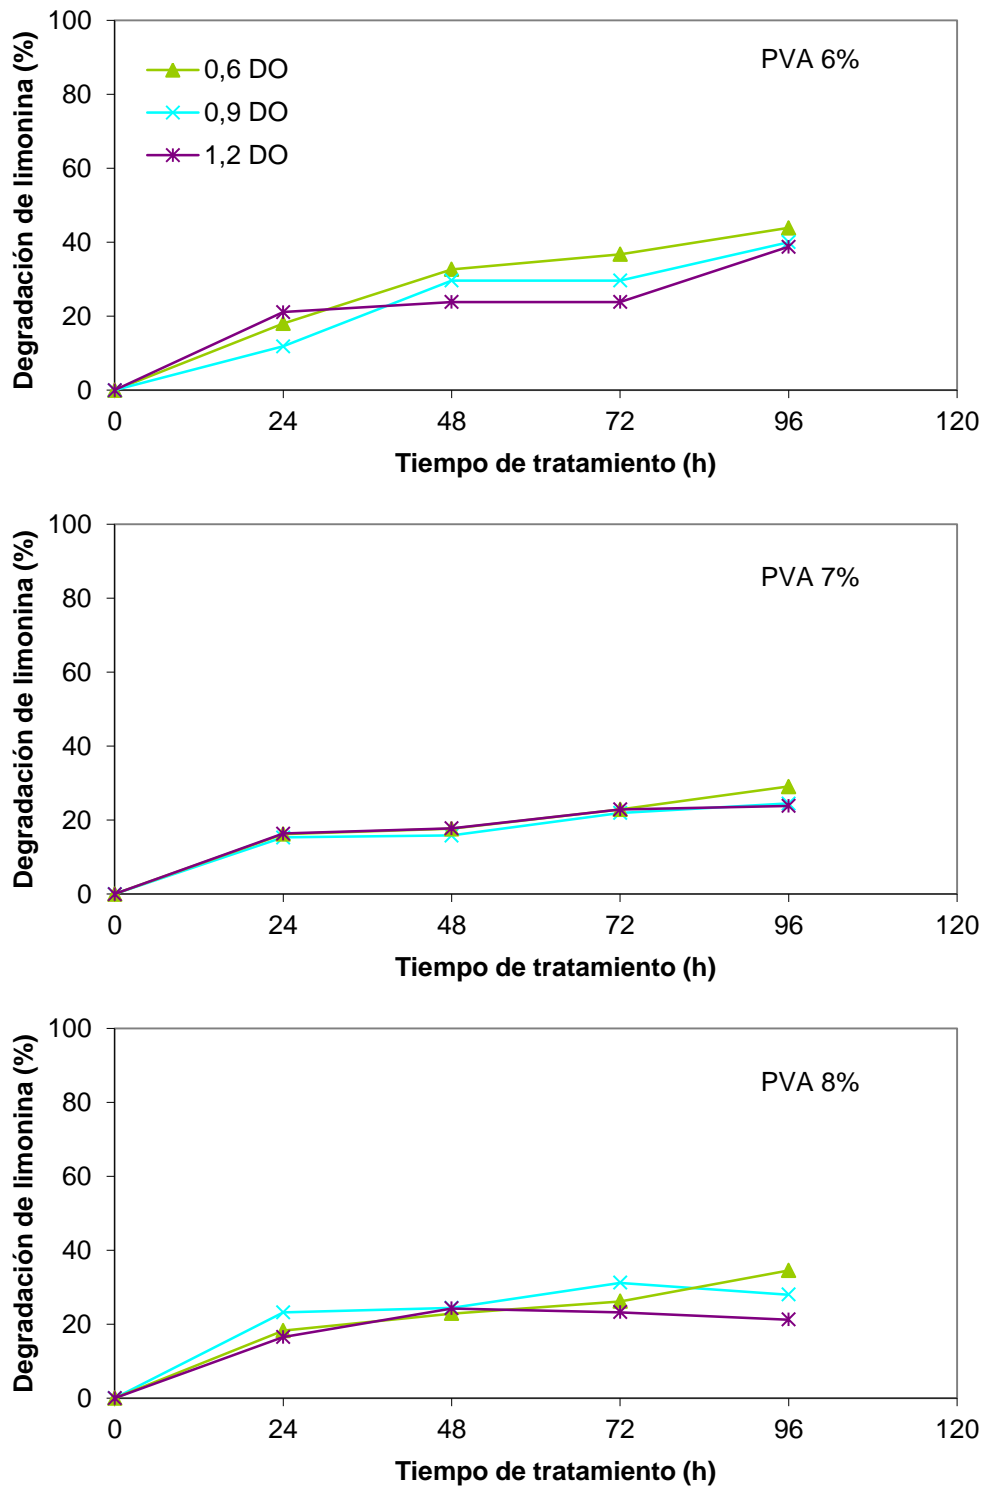 100
80
60
40
20
0
Degradación de limonina (%)
0,6 DO
0,9 DO
1,2 DO
PVA 6%
0 24 48 72 96 120
Tiempo de tratamiento (h)
100
80
60
40
20
0
Degradación de limonina (%)
PVA 7%
0 24 48 72 96 120
Tiempo de tratamiento (h)
100
80
60
40
20
0
Degradación de limonina (%)
PVA 8%
0 24 48 72 96 120
Tiempo de tratamiento (h)